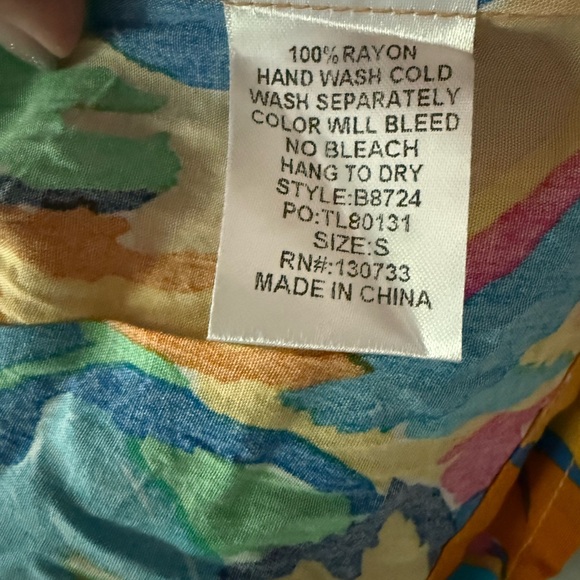 100% RAYON
HAND WASH COLD
WASH SEPARATELY
COLOR WILL BLEED
NO BLEACH
HANG TO DRY
STYLE:B8724
PO:TL80131
SIZE:S
RN#:130733
MADE IN CHINA